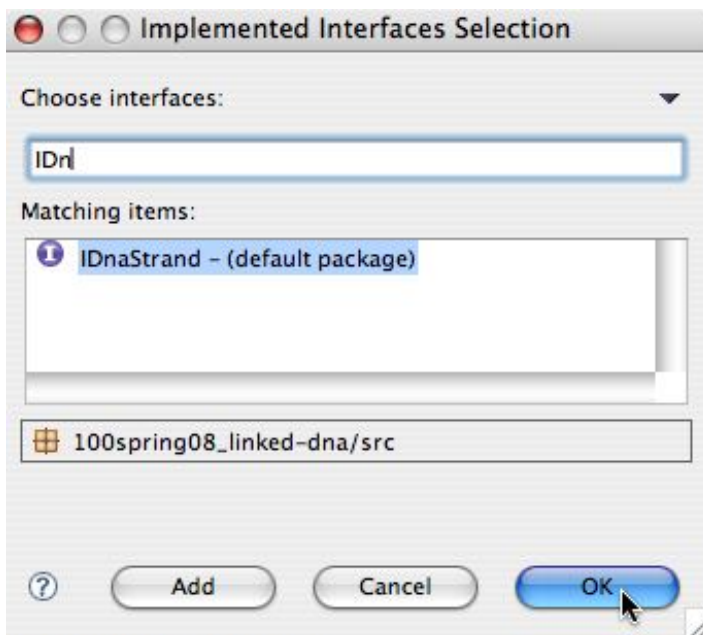 Implemented Interfaces Selection
Choose interfaces:
IDn
Matching items:
IDnaStrand – (default package)
100spring08_linked-dna/src
Add Cancel OK